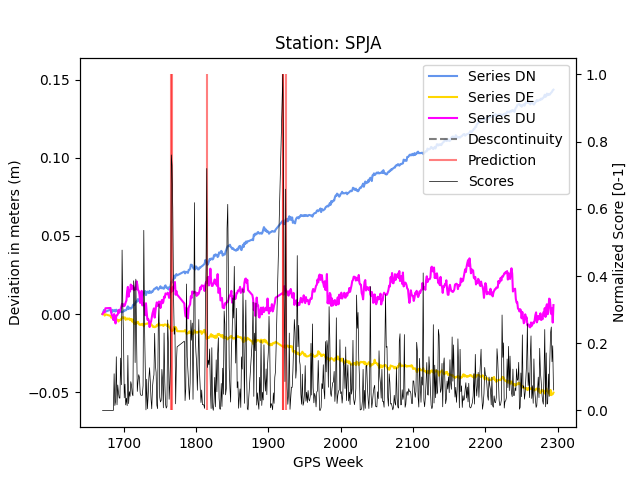 Station: SPJA
Series DN
Series DE
Series DU
Descontinuity
Prediction
Scores
Deviation in meters (m)
0.15
0.10
0.05
0.00
−0.05
Normalized Score [0-1]
1.0
0.8
0.6
0.4
0.2
0.0
1700 1800 1900 2000 2100 2200 2300
GPS Week